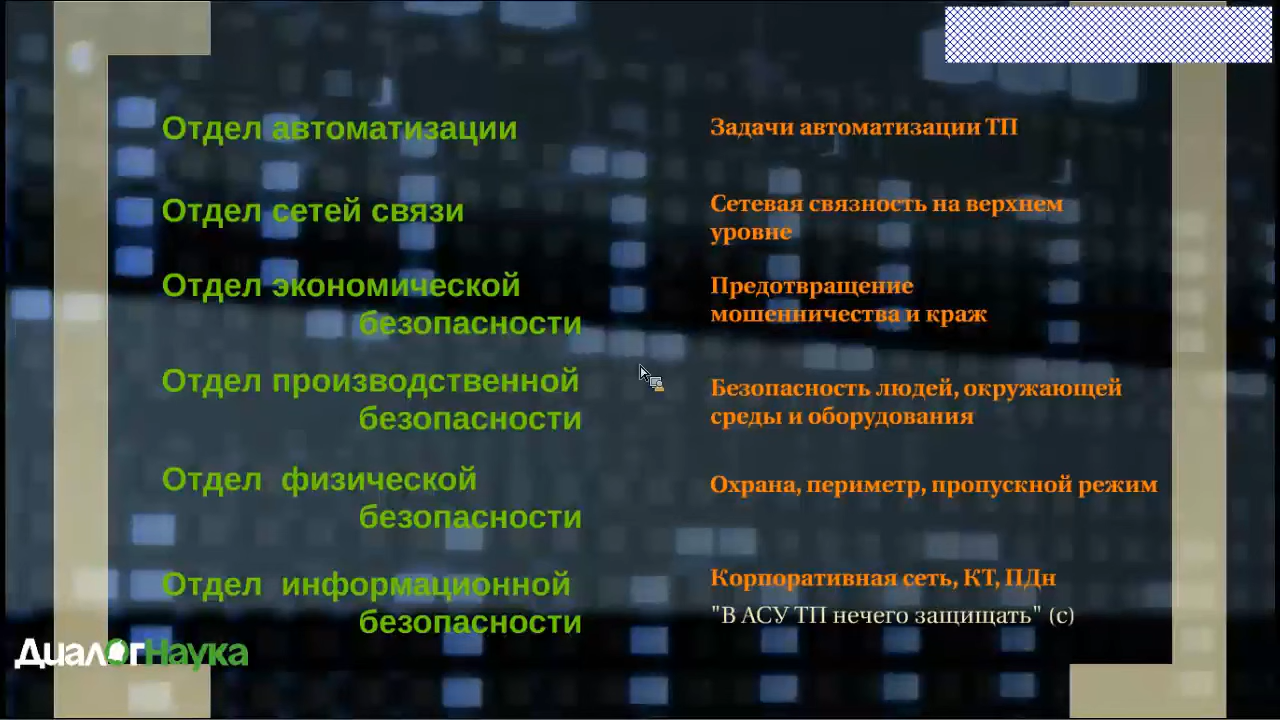 Отдел автоматизации
Задачи автоматизации ТП
Отдел сетей связи
Сетевая связность на верхнем
уровне
Отдел экономической
безопасности
Предотвращение
мошенничества и краж
Отдел производственной
безопасности
Безопасность людей, окружающей
среды и оборудования
Отдел физической
безопасности
Охрана, периметр, пропускной режим
Отдел информационной
безопасности
Корпоративная сеть, КТ, ПДн
"В АСУ ТП нечего защищать" (с)
ДиалогНаука